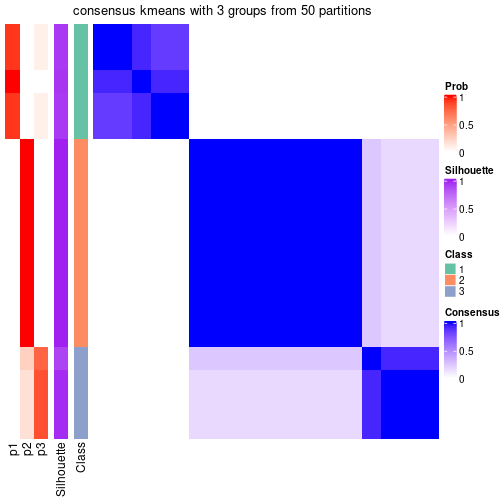 consensus kmeans with 3 groups from 50 partitions
Prob
1
0.5
0
Silhouette
1
0.5
0
Class
1
2
3
Consensus
1
0.5
0
p1
p2
p3
Silhouette
Class